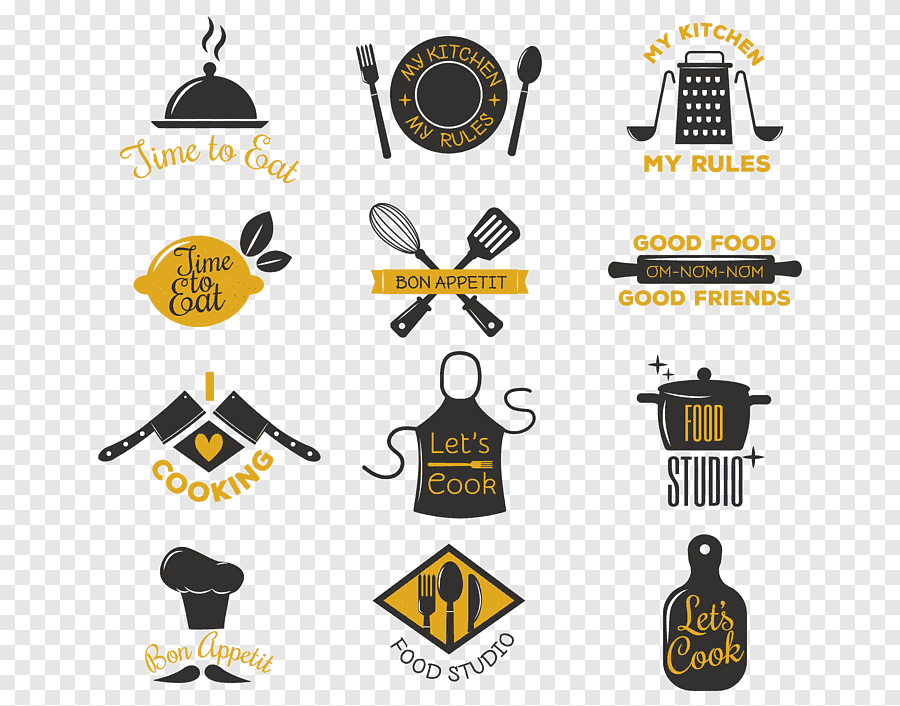 Time to Eat
MY KITCHEN
MY RULES
MY KITCHEN
MY RULES
Time
to
Eat
BON APPETIT
GOOD FOOD
OM-NOM-NOM
GOOD FRIENDS
I
COOKING
Let's
Cook
FOOD
STUDIO
Bon Appetit
FOOD STUDIO
Let's
Cook